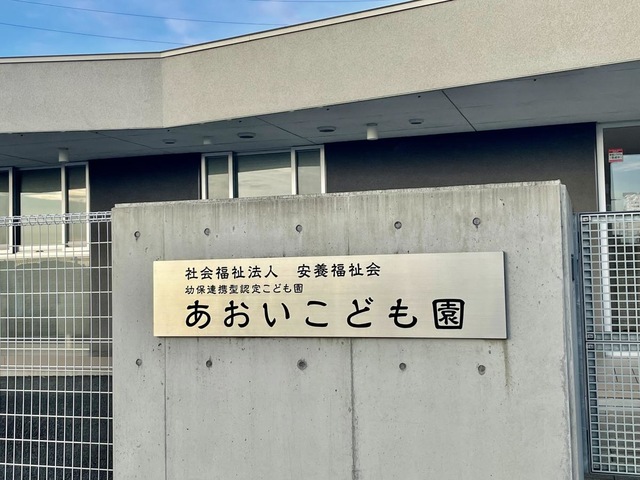 社会福祉法人　安養福祉会
幼保連携型認定こども園
あおいこども園